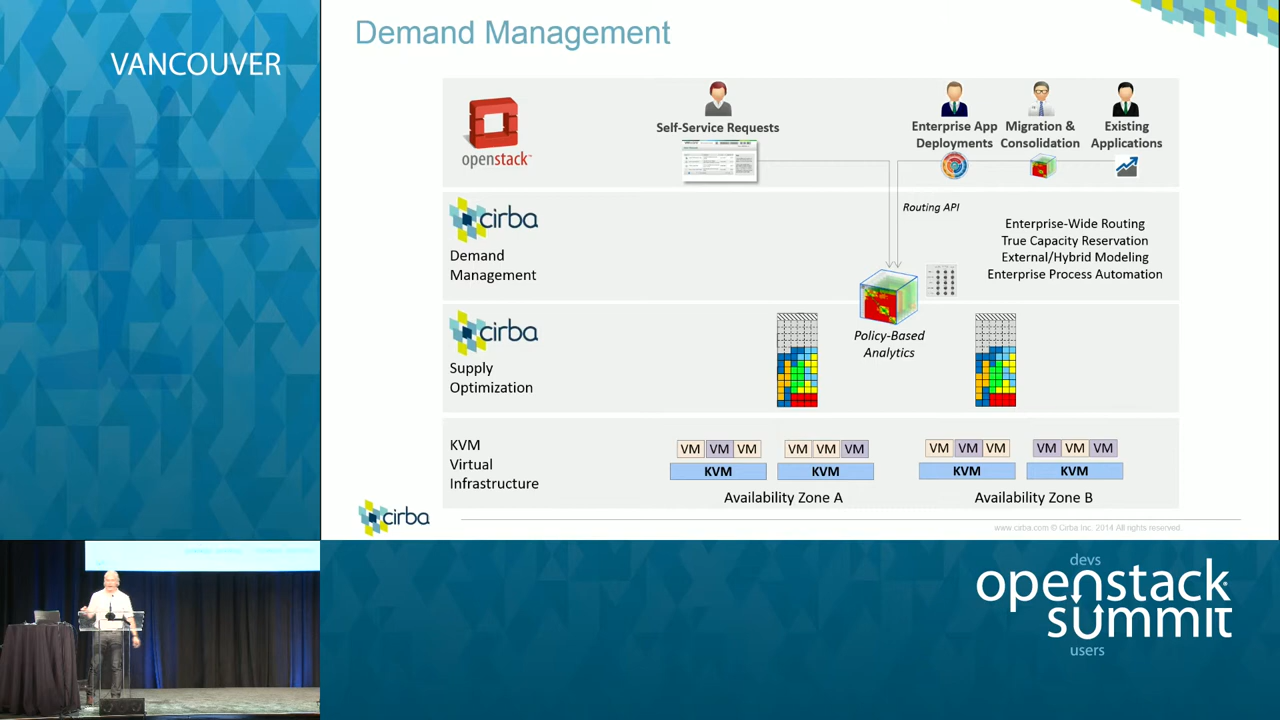 VANCOUVER
Demand Management
openstack™
Self-Service Requests
Enterprise App
Deployments
Migration &
Consolidation
Existing
Applications
cirba
Demand
Management
Routing API
Enterprise-Wide Routing
True Capacity Reservation
External/Hybrid Modeling
Enterprise Process Automation
Policy-Based
Analytics
cirba
Supply
Optimization
KVM
Virtual
Infrastructure
VM VM VM
VM VM VM
VM VM VM
VM VM VM
KVM
KVM
KVM
KVM
Availability Zone A
Availability Zone B
cirba
www.cirba.com © Cirba Inc. 2014 All rights reserved.
devs
openstack
summit
users